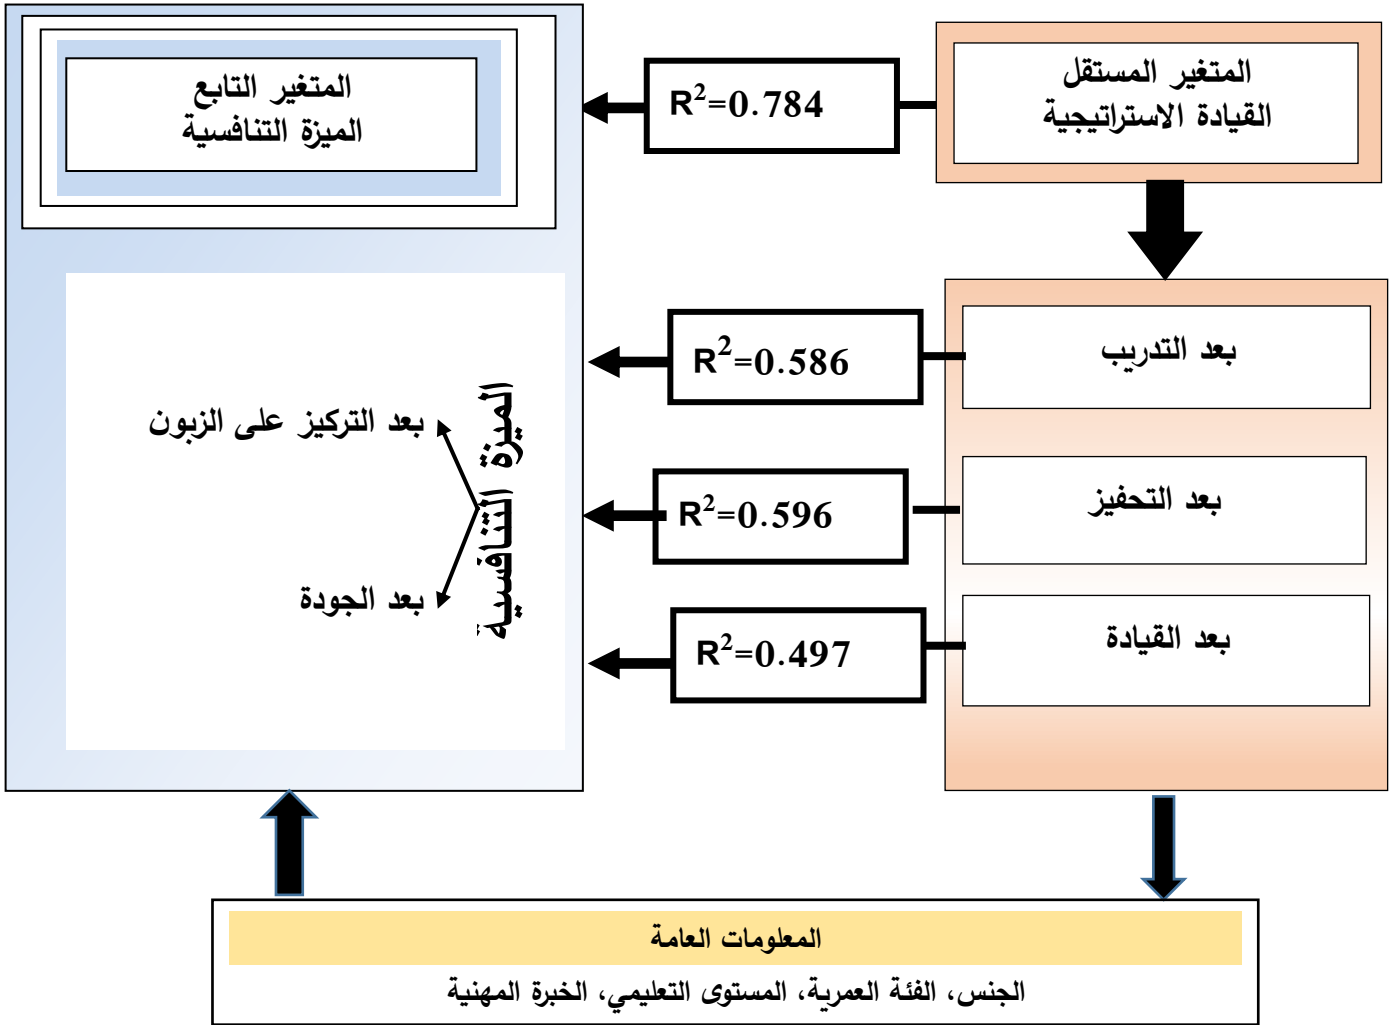 المتغير المستقل
القيادة الاستراتيجية
R²=0.784
المتغير التابع
الميزة التنافسية
بعد التدريب
R²=0.586
بعد التحفيز
R²=0.596
بعد القيادة
R²=0.497
الميزة التنافسية
بعد التركيز على الزبون
بعد الجودة
المعلومات العامة
الجنس، الفئة العمرية، المستوى التعليمي، الخبرة المهنية